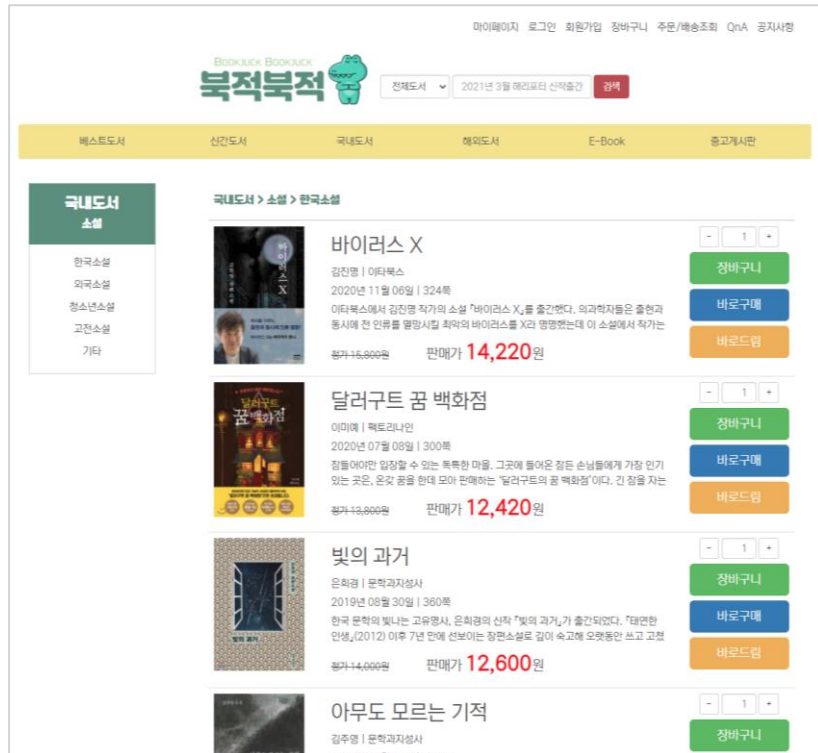 마이페이지 로그인 회원가입 장바구니 주문/배송조회 QnA 공지사항
BOOKJUCK BOOKJUCK
북적북적
전체도서 2021년 3월 해리포터 신작출간 검색
베스트도서 신간도서 국내도서 해외도서 E-Book 중고게시판
국내도서
소설
한국소설
외국소설
청소년소설
고전소설
기타
국내도서 > 소설 > 한국소설
바이러스 X
바이러스 X
김진명 | 이타북스
2020년 11월 06일 | 324쪽
이타북스에서 김진명 작가의 소설 『바이러스 X』를 출간했다. 의과학자들은 출현과
동시에 전 인류를 멸망시킬 최악의 바이러스를 X라 명명했는데 이 소설에서 작가는
정가 15,800원 판매가 14,220원
- 1 +
장바구니
바로구매
바로드림
달러구트
꿈 백화점
달러구트 꿈 백화점
이미예 | 팩토리나인
2020년 07월 08일 | 300쪽
잠들어야만 입장할 수 있는 독특한 마을. 그곳에 들어온 잠든 손님들에게 가장 인기
있는 곳은, 온갖 꿈을 한데 모아 판매하는 '달러구트의 꿈 백화점'이다. 긴 잠을 자는
정가 13,800원 판매가 12,420원
- 1 +
장바구니
바로구매
바로드림
빛의 과거
빛의 과거
은희경 | 문학과지성사
2019년 08월 30일 | 360쪽
한국 문학의 빛나는 고유명사, 은희경의 신작 『빛의 과거』가 출간되었다. 『태연한
인생』(2012) 이후 7년 만에 선보이는 장편소설로 깊이 숙고해 오랫동안 쓰고 고쳤
정가 14,000원 판매가 12,600원
- 1 +
장바구니
바로구매
바로드림
아무도 모르는 기적
김주영 | 문학과지성사
- 1 +
장바구니